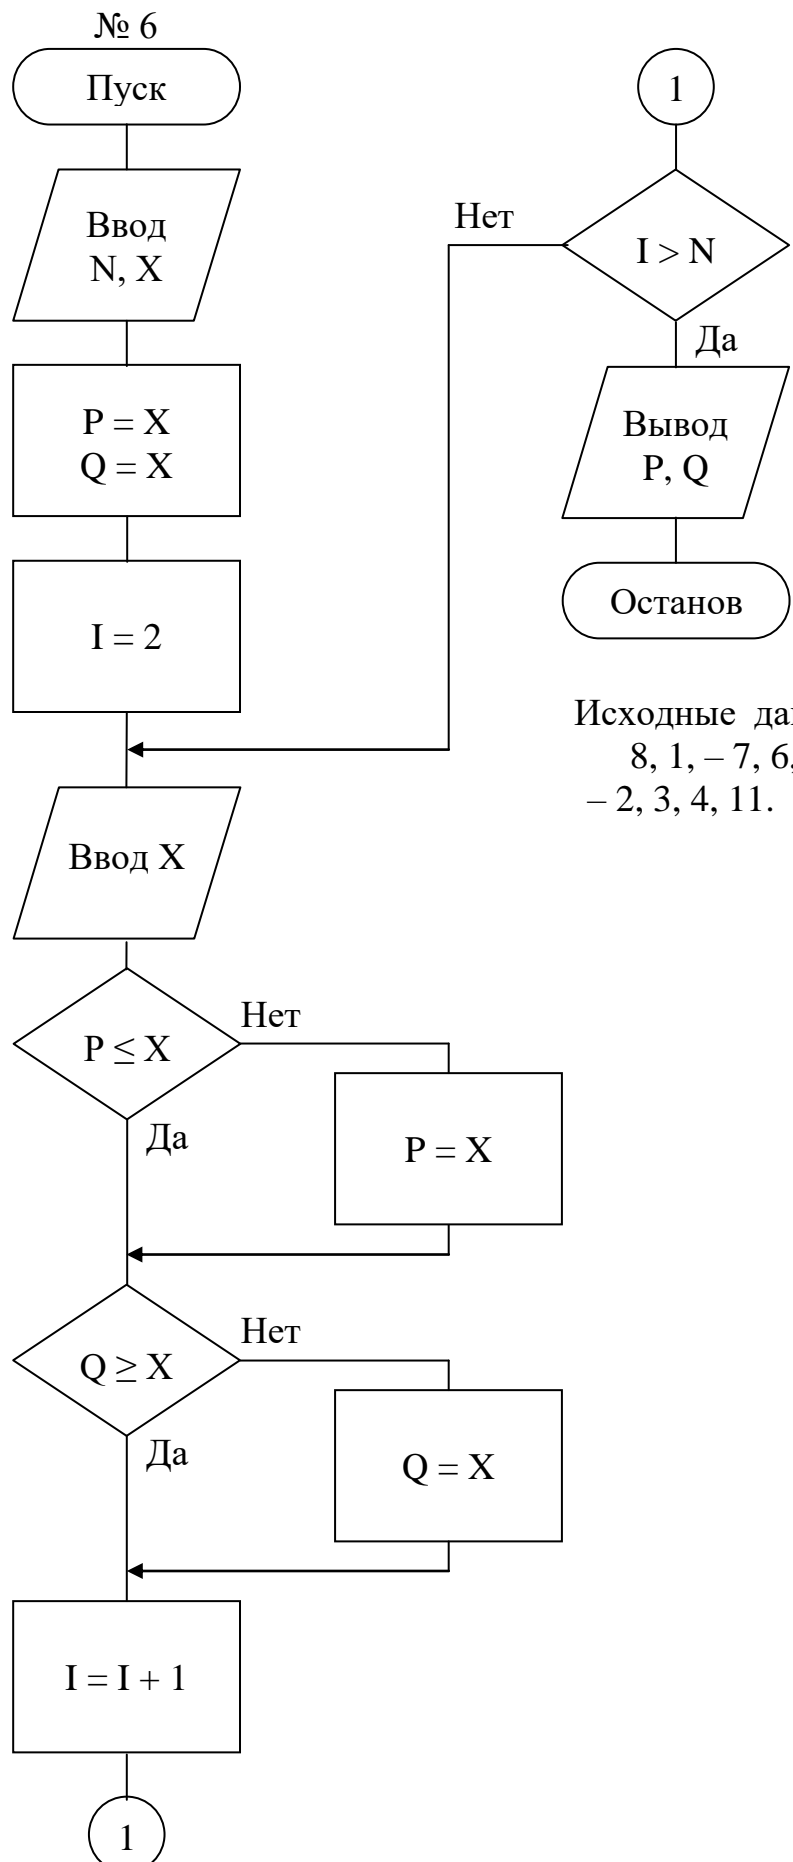 № 6
Пуск
Ввод
N, X
P = X
Q = X
I = 2
Ввод X
P ≤ X
Нет
Да
P = X
Q ≥ X
Нет
Да
Q = X
I = I + 1
1
1
Нет
I > N
Да
Вывод
P, Q
Останов
Исходные
8, 1, – 7, 6,
– 2, 3, 4, 11.